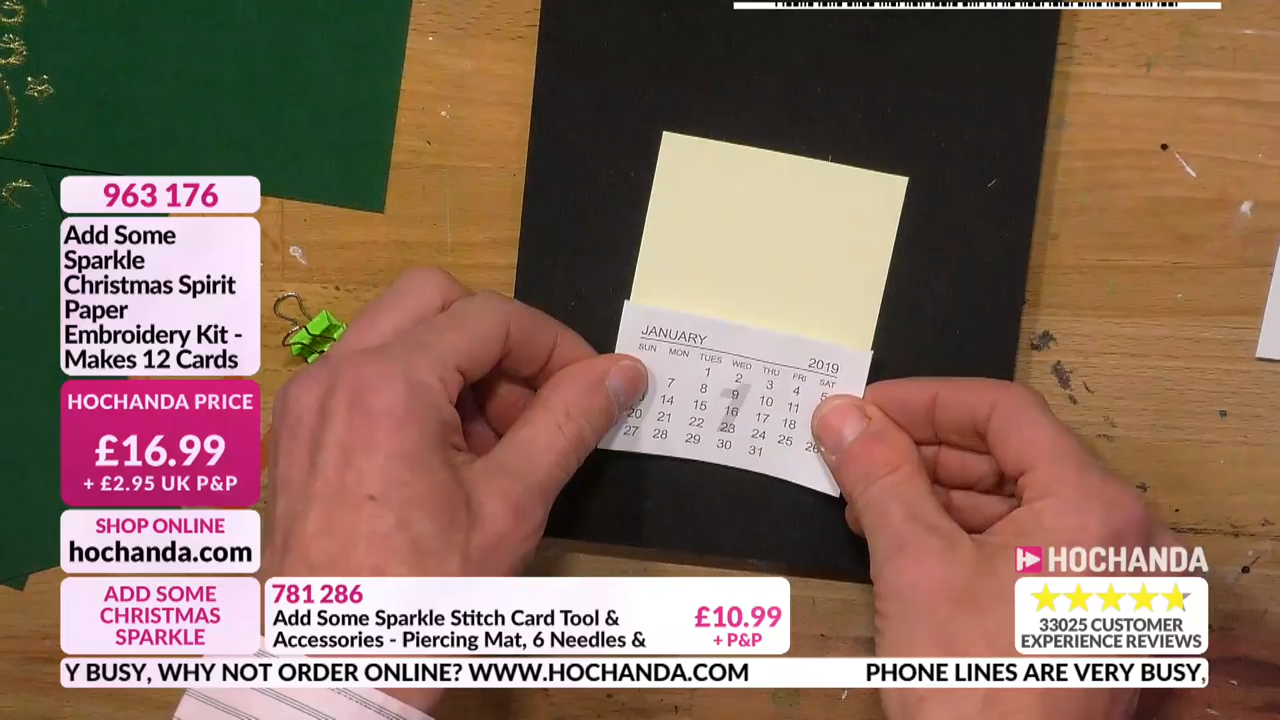 963 176
Add Some
Sparkle
Christmas Spirit
Paper
Embroidery Kit -
Makes 12 Cards
HOCHANDA PRICE
£16.99
+ £2.95 UK P&P
SHOP ONLINE
hochanda.com
ADD SOME
CHRISTMAS
SPARKLE
781 286
Add Some Sparkle Stitch Card Tool &
Accessories - Piercing Mat, 6 Needles &
£10.99
+ P&P
JANUARY
2019
SUN MON TUES WED THU FRI SAT
1 2 3 4 5
7 8 9 10 11
14 15 16 17 18
20 21 22 23 24 25 26
27 28 29 30 31
HOCHANDA
33025 CUSTOMER
EXPERIENCE REVIEWS
Y BUSY, WHY NOT ORDER ONLINE? WWW.HOCHANDA.COM PHONE LINES ARE VERY BUSY,